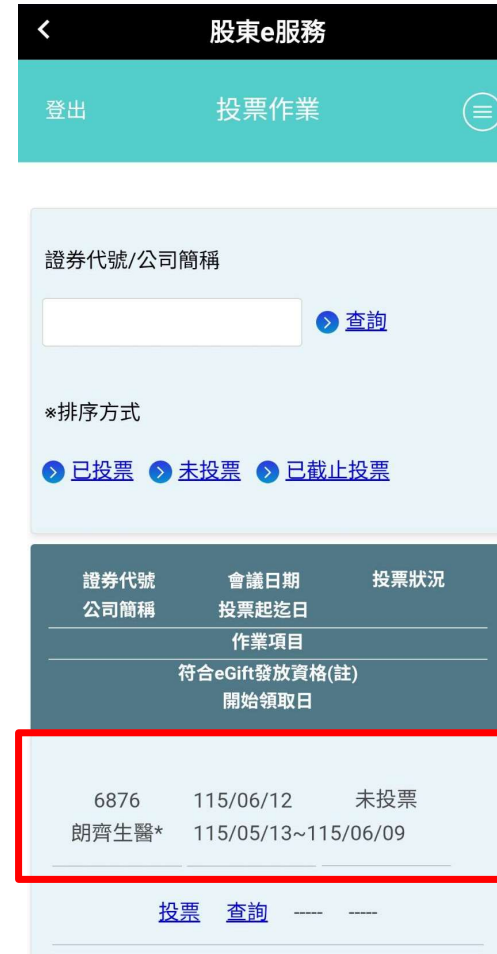 股東e服務
登出 投票作業
證券代號/公司簡稱
查詢
※排序方式
已投票 未投票 已截止投票
證券代號 會議日期 投票狀況
公司簡稱 投票起迄日
作業項目
符合eGift發放資格(註)
開始領取日
6876 115/06/12 未投票
朗齊生醫* 115/05/13~115/06/09
投票 查詢 ----- -----